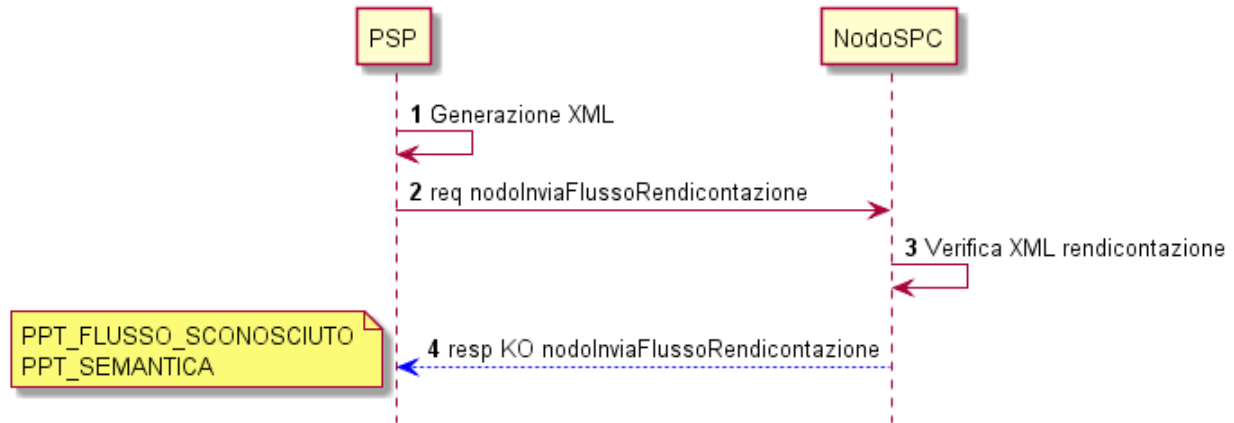 PSP
NodoSPC
1 Generazione XML
2 req nodoInviaFlussoRendicontazione
3 Verifica XML rendicontazione
PPT_FLUSSO_SCONOSCIUTO
PPT_SEMANTICA
4 resp KO nodoInviaFlussoRendicontazione